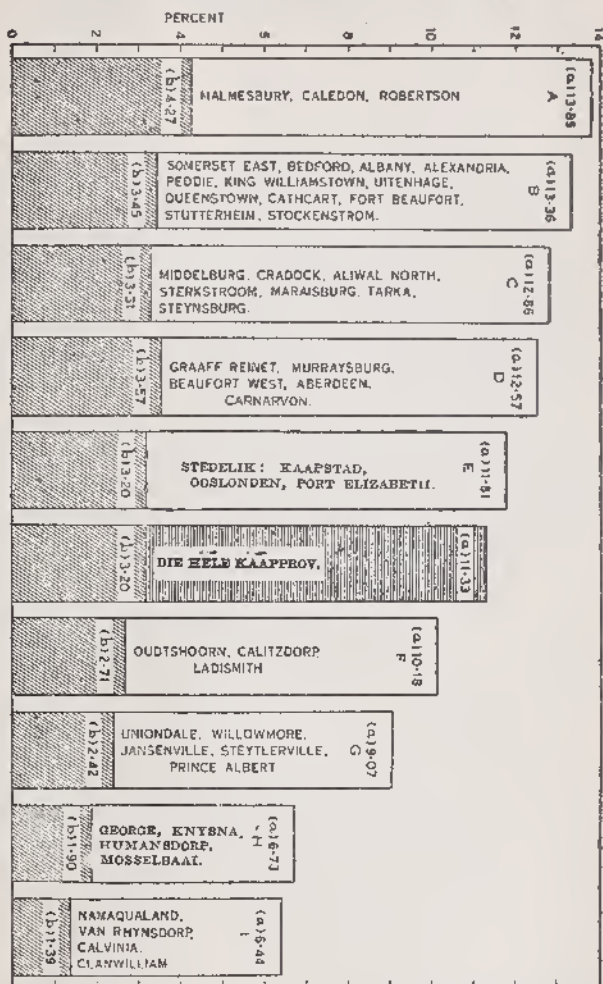 PERCENT
0 2 4 6 8 10 12 14
(a) 13·85
A
MALMESBURY, CALEDON, ROBERTSON
(b) 4·27
(a) 13·36
B
SOMERSET EAST, BEDFORD, ALBANY, ALEXANDRIA,
PEDDIE, KING WILLIAMSTOWN, UITENHAGE,
QUEENSTOWN, CATHCART, FORT BEAUFORT,
STUTTERHEIM, STOCKENSTROM.
(b) 3·45
(a) 12·86
C
MIDDELBURG, CRADOCK, ALIWAL NORTH,
STERKSTROOM, MARAISBURG, TARKA,
STEYNSBURG.
(b) 3·31
(a) 12·57
D
GRAAFF REINET, MURRAYSBURG,
BEAUFORT WEST, ABERDEEN,
CARNARVON.
(b) 3·57
(a) 11·81
E
STEDELIK: KAAPSTAD,
OOSLONDEN, PORT ELIZABETH.
(b) 3·20
(a) 11·33
DIE HELE KAAPPROV.
(b) 3·20
(a) 10·18
F
OUDTSHOORN, CALITZDORP,
LADISMITH
(b) 2·71
(a) 9·07
G
UNIONDALE, WILLOWMORE,
JANSENVILLE, STEYTLERVILLE,
PRINCE ALBERT
(b) 2·42
(a) 6·73
H
GEORGE, KNYSNA,
HUMANSDORP,
MOSSELBAAI.
(b) 1·90
(a) 6·44
I
NAMAQUALAND,
VAN RHYNSDORP,
CALVINIA,
CLANWILLIAM
(b) 1·39